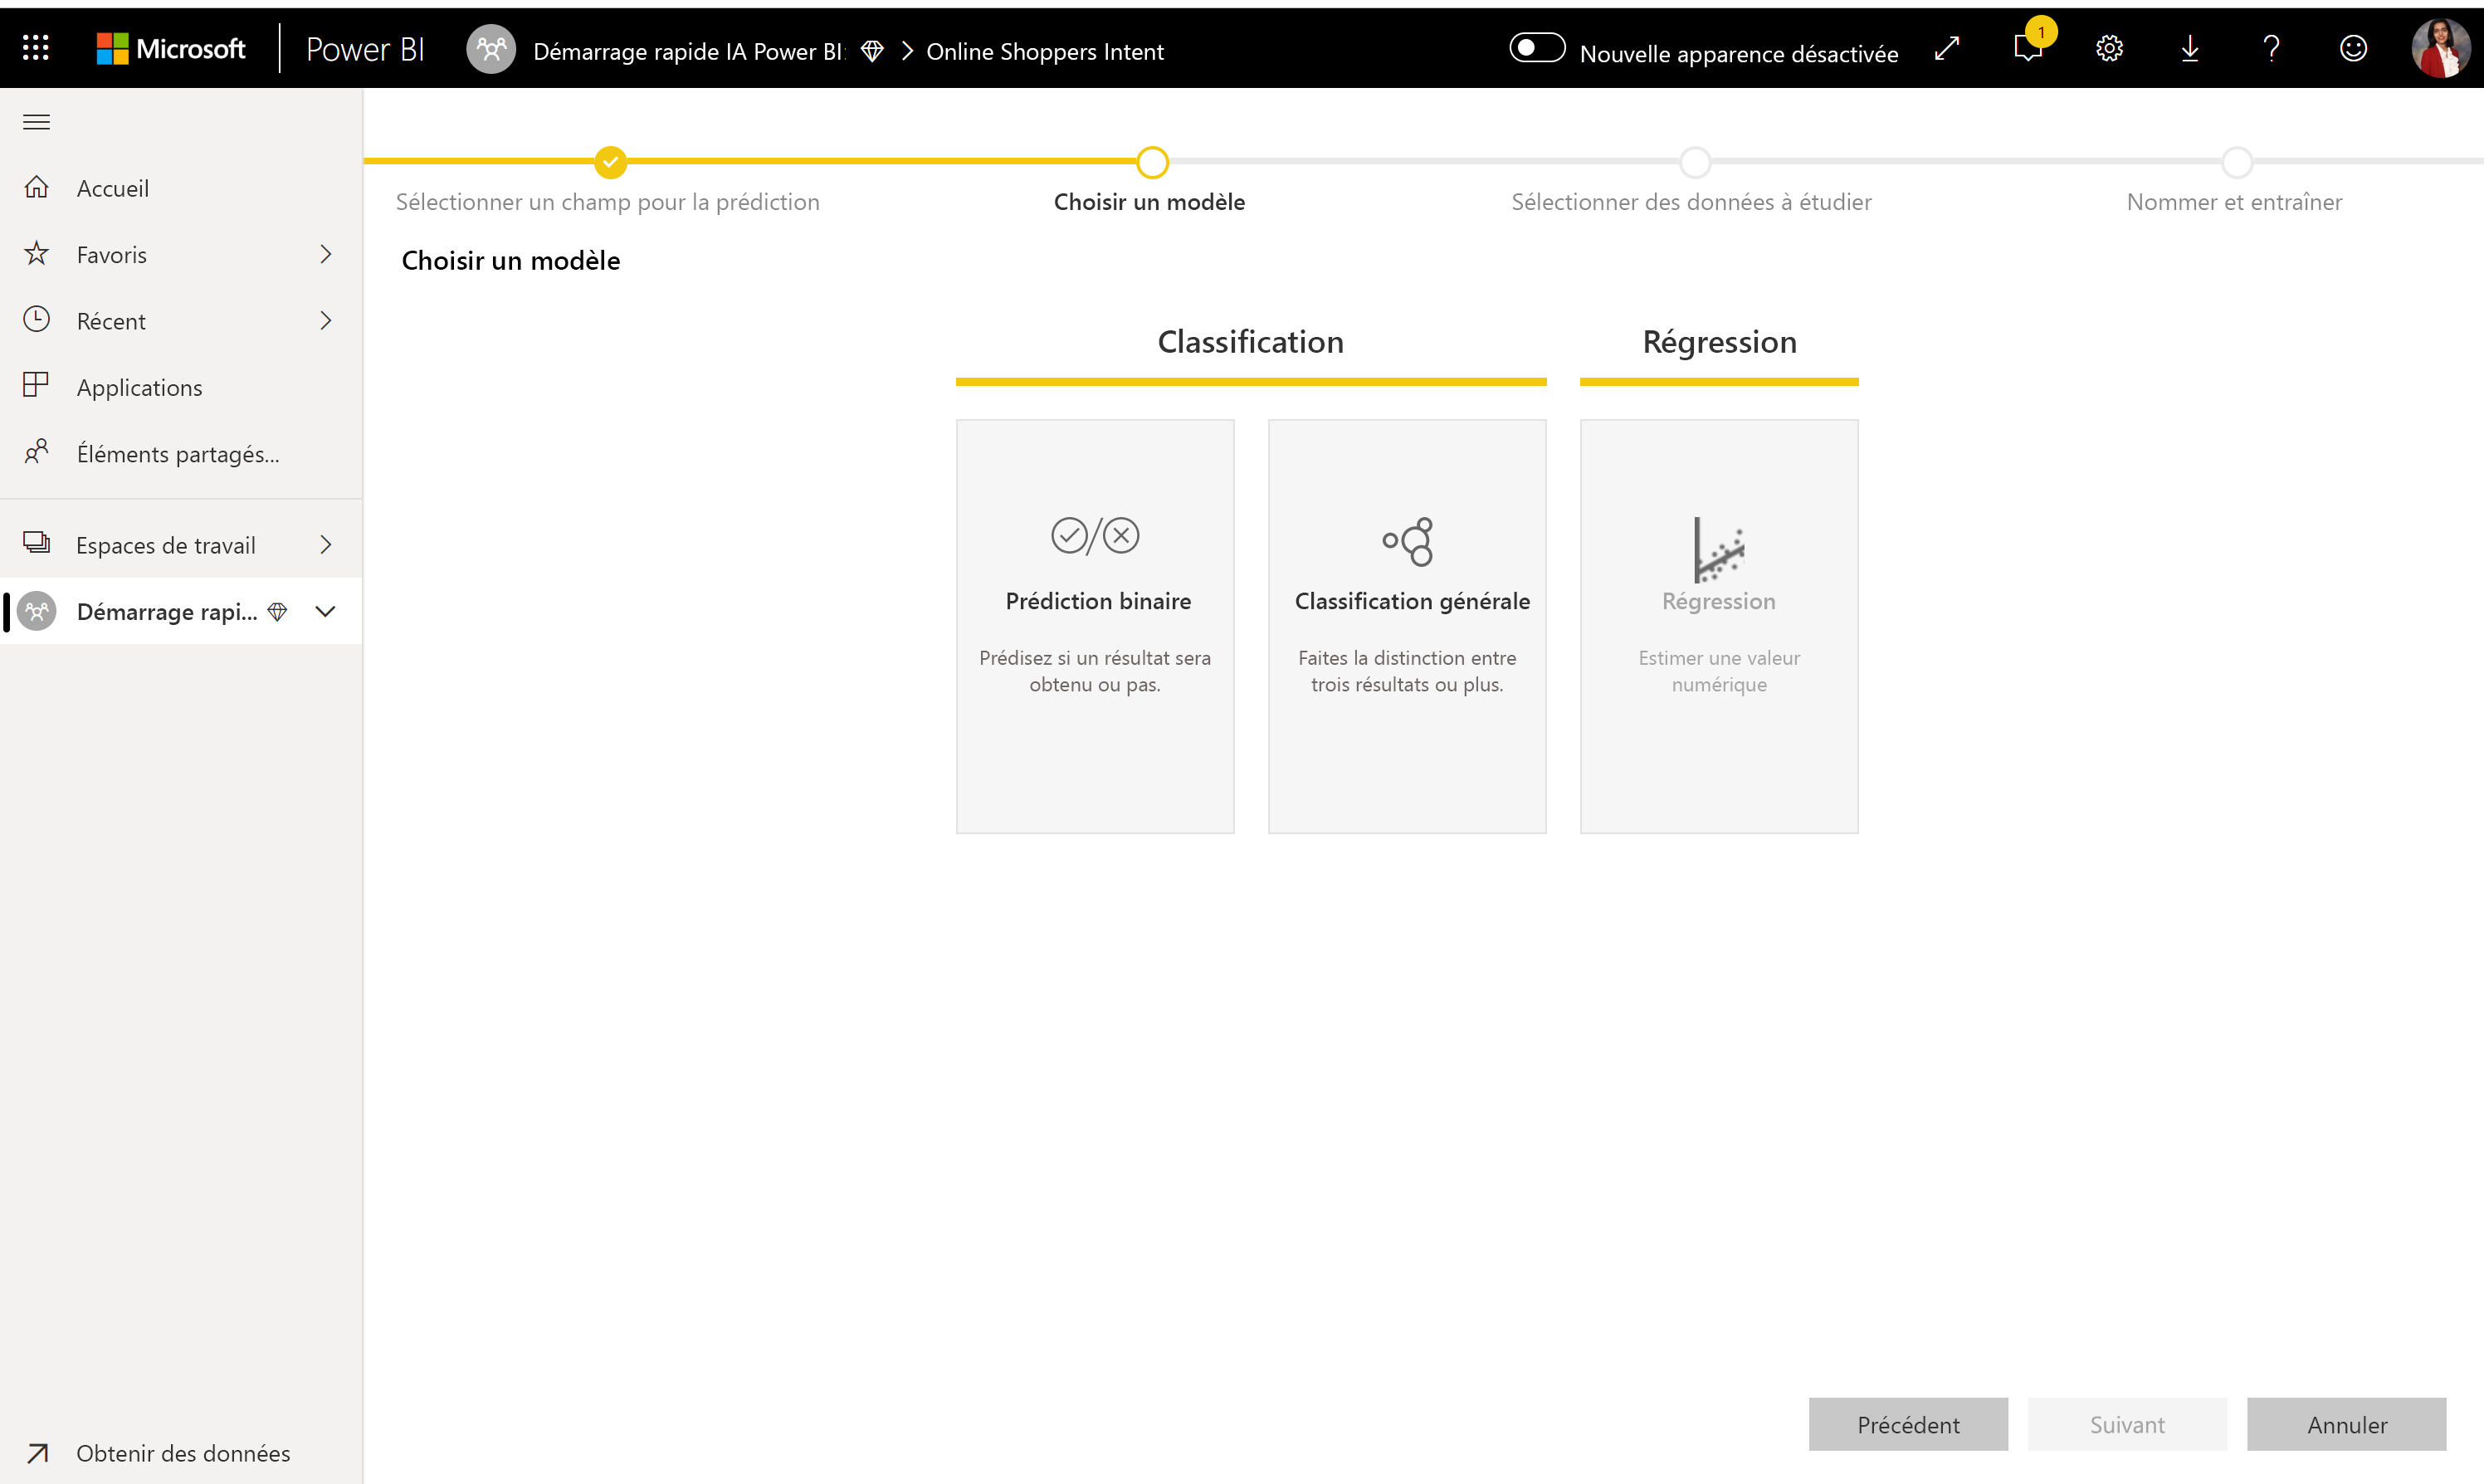 Microsoft
Power BI
Démarrage rapide IA Power BI
Online Shoppers Intent
Nouvelle apparence désactivée
1
Accueil
Favoris
Récent
Applications
Éléments partagés...
Espaces de travail
Démarrage rapi...
Obtenir des données
Sélectionner un champ pour la prédiction
Choisir un modèle
Sélectionner des données à étudier
Nommer et entraîner
Choisir un modèle
Classification
Régression
Prédiction binaire
Prédisez si un résultat sera
obtenu ou pas.
Classification générale
Faites la distinction entre
trois résultats ou plus.
Régression
Estimer une valeur
numérique
Précédent
Suivant
Annuler